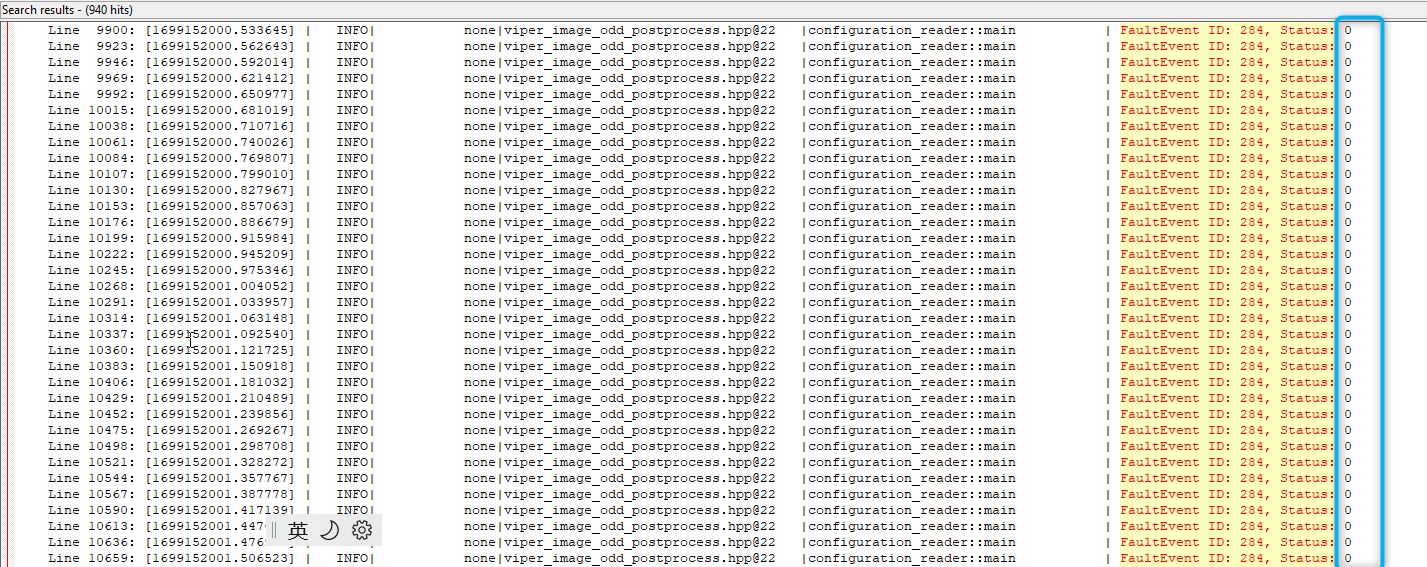 Search results - (940 hits)
Line 9900: [1699152000.533645] | INFO| none|viper_image_odd_postprocess.hpp@22 |configuration_reader::main | FaultEvent ID: 284, Status: 0
Line 9923: [1699152000.562643] | INFO| none|viper_image_odd_postprocess.hpp@22 |configuration_reader::main | FaultEvent ID: 284, Status: 0
Line 9946: [1699152000.592014] | INFO| none|viper_image_odd_postprocess.hpp@22 |configuration_reader::main | FaultEvent ID: 284, Status: 0
Line 9969: [1699152000.621412] | INFO| none|viper_image_odd_postprocess.hpp@22 |configuration_reader::main | FaultEvent ID: 284, Status: 0
Line 9992: [1699152000.650977] | INFO| none|viper_image_odd_postprocess.hpp@22 |configuration_reader::main | FaultEvent ID: 284, Status: 0
Line 10015: [1699152000.681019] | INFO| none|viper_image_odd_postprocess.hpp@22 |configuration_reader::main | FaultEvent ID: 284, Status: 0
Line 10038: [1699152000.710716] | INFO| none|viper_image_odd_postprocess.hpp@22 |configuration_reader::main | FaultEvent ID: 284, Status: 0
Line 10061: [1699152000.740026] | INFO| none|viper_image_odd_postprocess.hpp@22 |configuration_reader::main | FaultEvent ID: 284, Status: 0
Line 10084: [1699152000.769807] | INFO| none|viper_image_odd_postprocess.hpp@22 |configuration_reader::main | FaultEvent ID: 284, Status: 0
Line 10107: [1699152000.799010] | INFO| none|viper_image_odd_postprocess.hpp@22 |configuration_reader::main | FaultEvent ID: 284, Status: 0
Line 10130: [1699152000.827967] | INFO| none|viper_image_odd_postprocess.hpp@22 |configuration_reader::main | FaultEvent ID: 284, Status: 0
Line 10153: [1699152000.857063] | INFO| none|viper_image_odd_postprocess.hpp@22 |configuration_reader::main | FaultEvent ID: 284, Status: 0
Line 10176: [1699152000.886679] | INFO| none|viper_image_odd_postprocess.hpp@22 |configuration_reader::main | FaultEvent ID: 284, Status: 0
Line 10199: [1699152000.915984] | INFO| none|viper_image_odd_postprocess.hpp@22 |configuration_reader::main | FaultEvent ID: 284, Status: 0
Line 10222: [1699152000.945209] | INFO| none|viper_image_odd_postprocess.hpp@22 |configuration_reader::main | FaultEvent ID: 284, Status: 0
Line 10245: [1699152000.975346] | INFO| none|viper_image_odd_postprocess.hpp@22 |configuration_reader::main | FaultEvent ID: 284, Status: 0
Line 10268: [1699152001.004052] | INFO| none|viper_image_odd_postprocess.hpp@22 |configuration_reader::main | FaultEvent ID: 284, Status: 0
Line 10291: [1699152001.033957] | INFO| none|viper_image_odd_postprocess.hpp@22 |configuration_reader::main | FaultEvent ID: 284, Status: 0
Line 10314: [1699152001.063148] | INFO| none|viper_image_odd_postprocess.hpp@22 |configuration_reader::main | FaultEvent ID: 284, Status: 0
Line 10337: [1699152001.092540] | INFO| none|viper_image_odd_postprocess.hpp@22 |configuration_reader::main | FaultEvent ID: 284, Status: 0
Line 10360: [1699152001.121725] | INFO| none|viper_image_odd_postprocess.hpp@22 |configuration_reader::main | FaultEvent ID: 284, Status: 0
Line 10383: [1699152001.150918] | INFO| none|viper_image_odd_postprocess.hpp@22 |configuration_reader::main | FaultEvent ID: 284, Status: 0
Line 10406: [1699152001.181032] | INFO| none|viper_image_odd_postprocess.hpp@22 |configuration_reader::main | FaultEvent ID: 284, Status: 0
Line 10429: [1699152001.210489] | INFO| none|viper_image_odd_postprocess.hpp@22 |configuration_reader::main | FaultEvent ID: 284, Status: 0
Line 10452: [1699152001.239856] | INFO| none|viper_image_odd_postprocess.hpp@22 |configuration_reader::main | FaultEvent ID: 284, Status: 0
Line 10475: [1699152001.269267] | INFO| none|viper_image_odd_postprocess.hpp@22 |configuration_reader::main | FaultEvent ID: 284, Status: 0
Line 10498: [1699152001.298708] | INFO| none|viper_image_odd_postprocess.hpp@22 |configuration_reader::main | FaultEvent ID: 284, Status: 0
Line 10521: [1699152001.328272] | INFO| none|viper_image_odd_postprocess.hpp@22 |configuration_reader::main | FaultEvent ID: 284, Status: 0
Line 10544: [1699152001.357767] | INFO| none|viper_image_odd_postprocess.hpp@22 |configuration_reader::main | FaultEvent ID: 284, Status: 0
Line 10567: [1699152001.387778] | INFO| none|viper_image_odd_postprocess.hpp@22 |configuration_reader::main | FaultEvent ID: 284, Status: 0
Line 10590: [1699152001.417139] | INFO| none|viper_image_odd_postprocess.hpp@22 |configuration_reader::main | FaultEvent ID: 284, Status: 0
Line 10613: [1699152001.447 none|viper_image_odd_postprocess.hpp@22 |configuration_reader::main | FaultEvent ID: 284, Status: 0
英
Line 10636: [1699152001.476 none|viper_image_odd_postprocess.hpp@22 |configuration_reader::main | FaultEvent ID: 284, Status: 0
Line 10659: [1699152001.506523] | INFO| none|viper_image_odd_postprocess.hpp@22 |configuration_reader::main | FaultEvent ID: 284, Status: 0